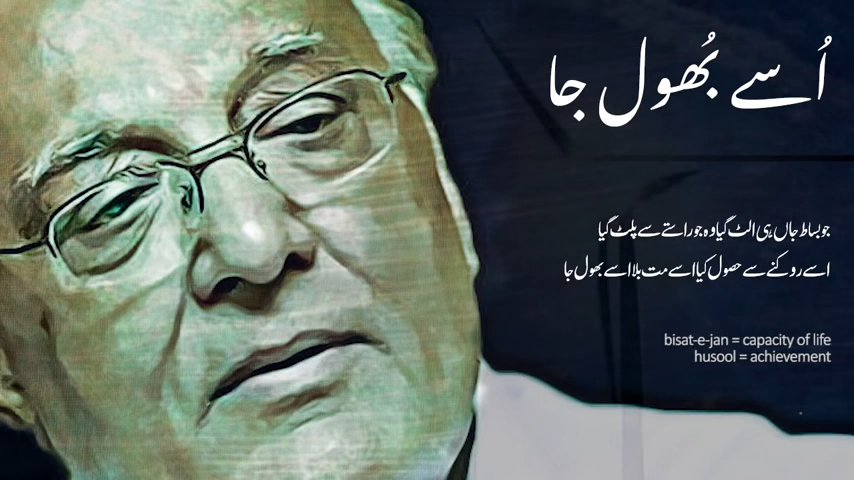 اُسے بُھول جا
جو بساط جاں ہی الٹ گیا وہ جو راستے سے پلٹ گیا
اسے روکنے سے حصول کیا اسے مت بلا اسے بھول جا
bisat-e-jan = capacity of life
husool = achievement